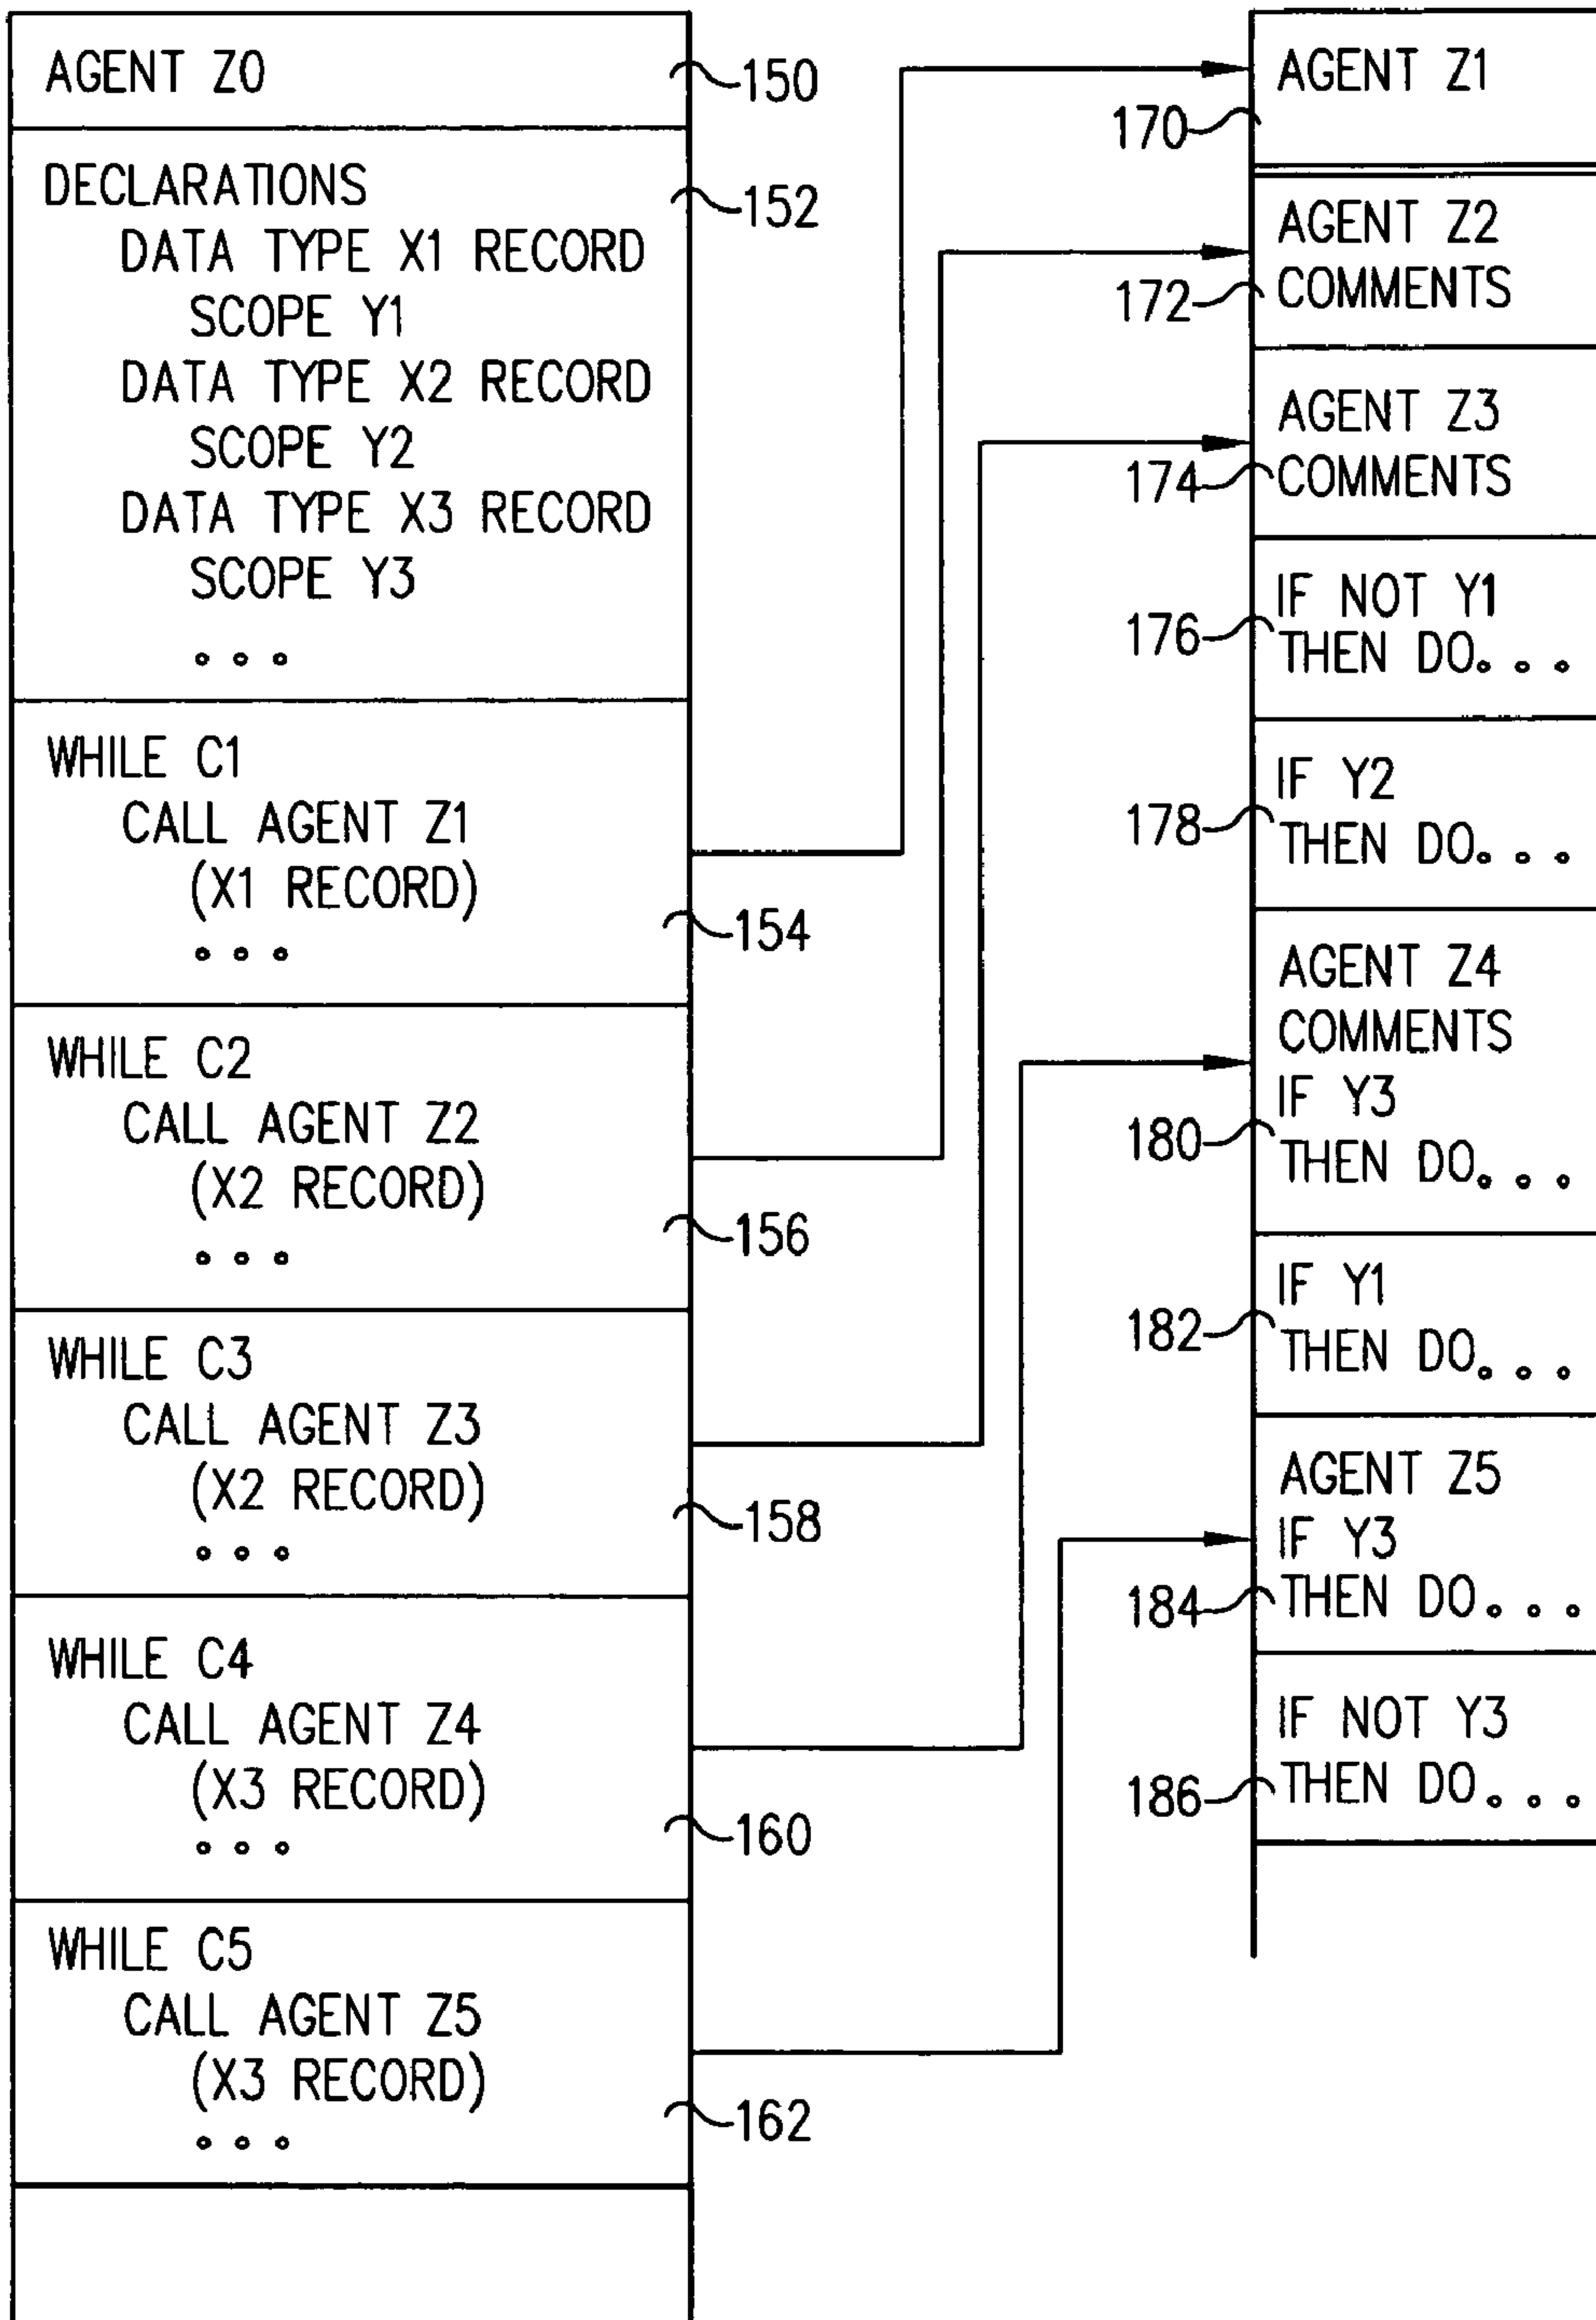 AGENT Z0
150
DECLARATIONS
152
DATA TYPE X1 RECORD
SCOPE Y1
DATA TYPE X2 RECORD
SCOPE Y2
DATA TYPE X3 RECORD
SCOPE Y3
...
WHILE C1
CALL AGENT Z1
(X1 RECORD)
154
...
WHILE C2
CALL AGENT Z2
(X2 RECORD)
156
...
WHILE C3
CALL AGENT Z3
(X2 RECORD)
158
...
WHILE C4
CALL AGENT Z4
(X3 RECORD)
160
...
WHILE C5
CALL AGENT Z5
(X3 RECORD)
162
...
AGENT Z1
170
AGENT Z2
172
COMMENTS
AGENT Z3
174
COMMENTS
IF NOT Y1
176
THEN DO...
IF Y2
178
THEN DO...
AGENT Z4
COMMENTS
IF Y3
180
THEN DO...
IF Y1
182
THEN DO...
AGENT Z5
IF Y3
184
THEN DO...
IF NOT Y3
186
THEN DO...